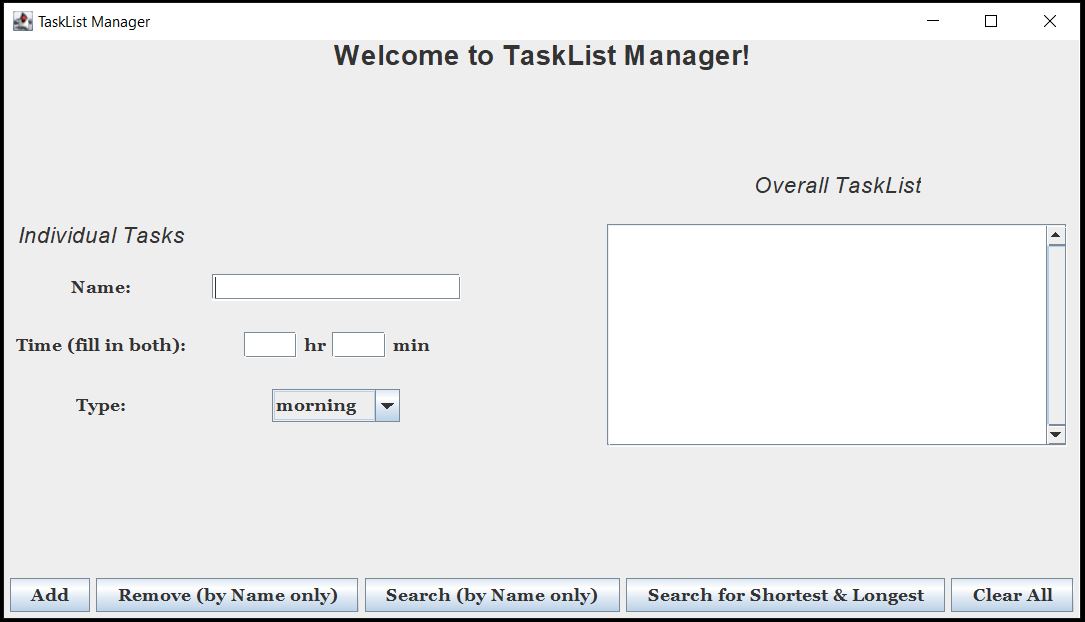 TaskList Manager
Welcome to TaskList Manager!
Overall TaskList
Individual Tasks
Name:
Time (fill in both): hr min
Type: morning
Add Remove (by Name only) Search (by Name only) Search for Shortest & Longest Clear All